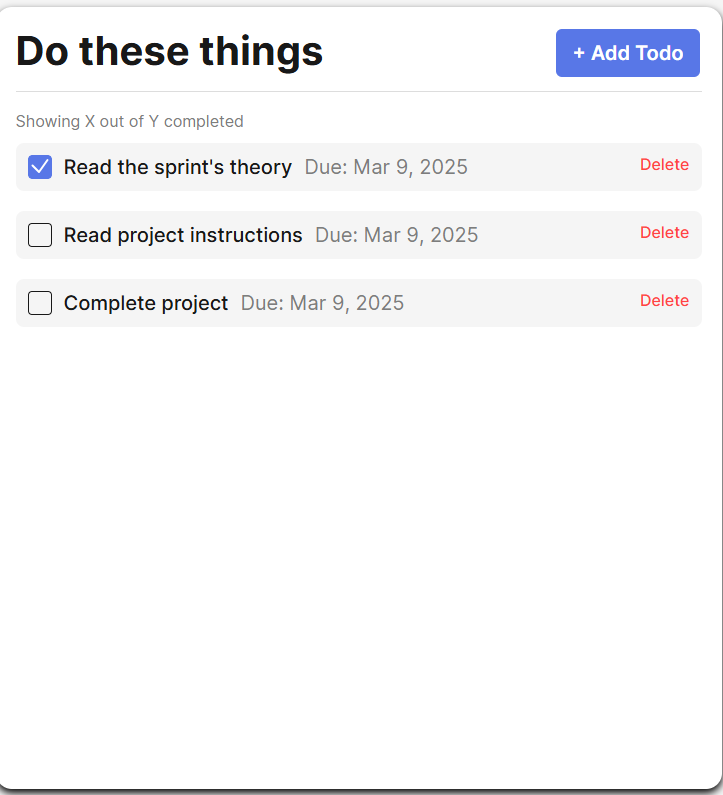 Do these things
+ Add Todo
Showing X out of Y completed
Read the sprint's theory Due: Mar 9, 2025 Delete
Read project instructions Due: Mar 9, 2025 Delete
Complete project Due: Mar 9, 2025 Delete